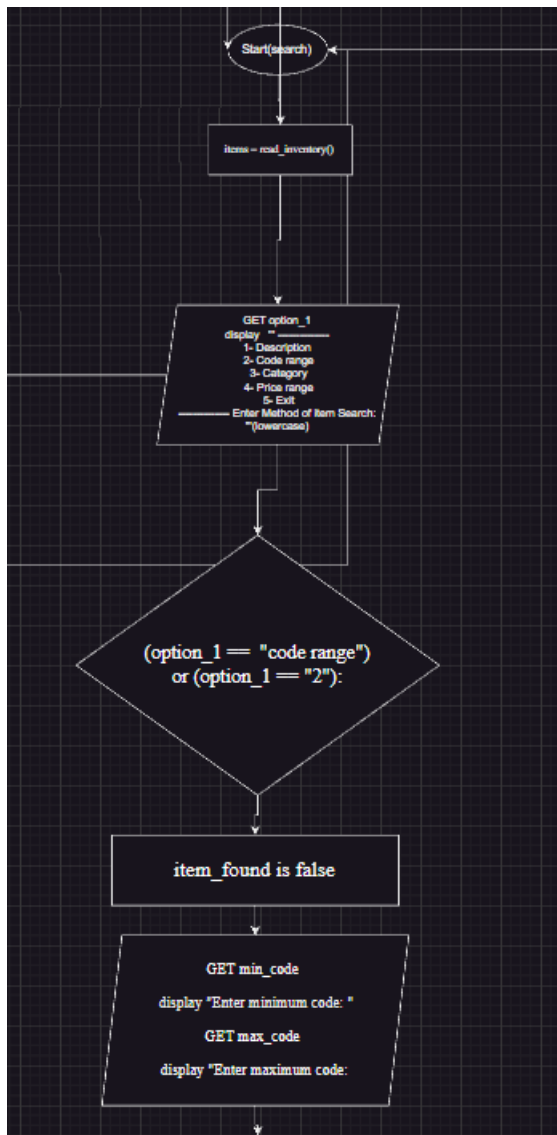 Start(search)
items = read_inventory()
GET option_1
display "' ------------------
1- Description
2- Code range
3- Category
4- Price range
5- Exit
------------------ Enter Method of Item Search:
"'(lowercase)
(option_1 == "code range")
or (option_1 == "2"):
item_found is false
GET min_code
display "Enter minimum code: "
GET max_code
display "Enter maximum code: